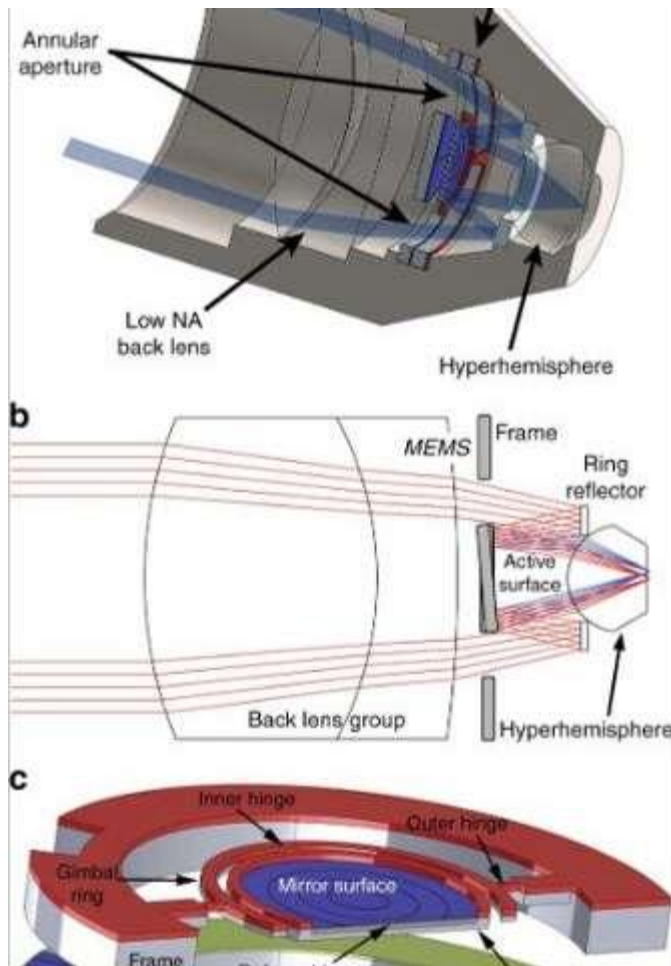 Annular
aperture
Low NA
back lens
Hyperhemisphere
b
MEMS
Frame
Ring
reflector
Active
surface
Back lens group
Hyperhemisphere
c
Inner hinge
Outer hinge
Gimbal
ring
Mirror surface
Frame